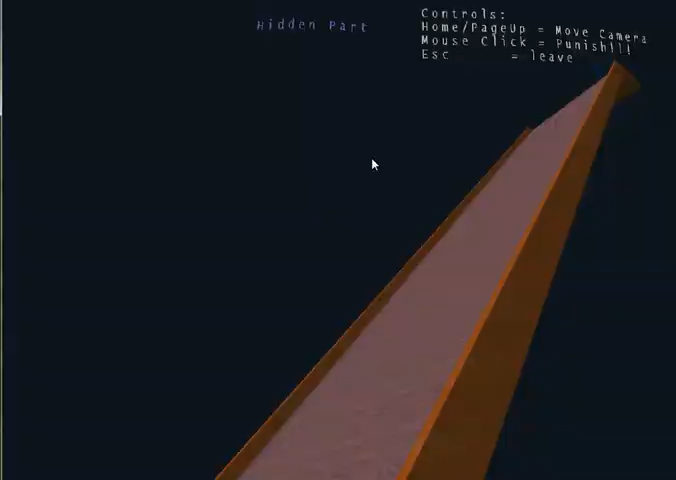 Hidden Part
Controls:
Home/PageUp = Move Camera
Mouse Click = Punish!!!
Esc = leave